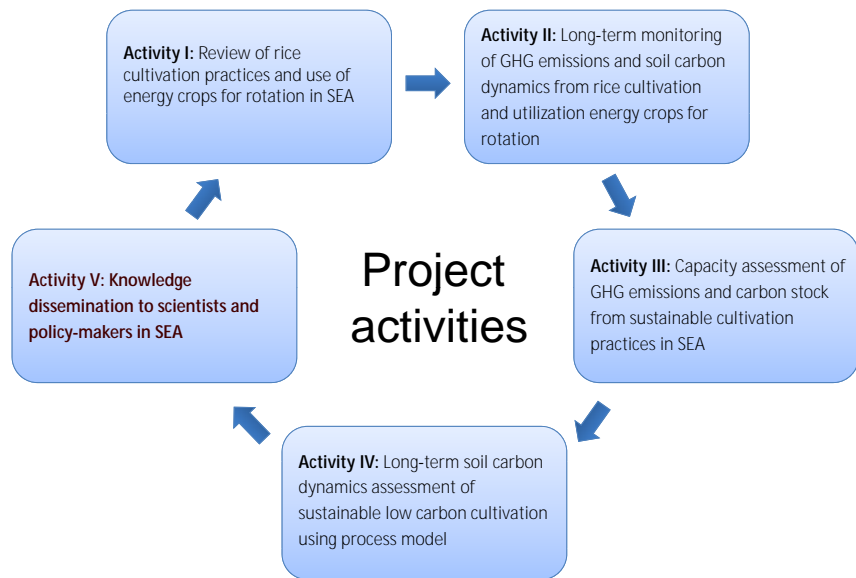 Activity I: Review of rice
cultivation practices and use of
energy crops for rotation in SEA
Activity II: Long-term monitoring
of GHG emissions and soil carbon
dynamics from rice cultivation
and utilization energy crops for
rotation
Activity III: Capacity assessment of
GHG emissions and carbon stock
from sustainable cultivation
practices in SEA
Activity IV: Long-term soil carbon
dynamics assessment of
sustainable low carbon cultivation
using process model
Activity V: Knowledge
dissemination to scientists and
policy-makers in SEA
Project
activities